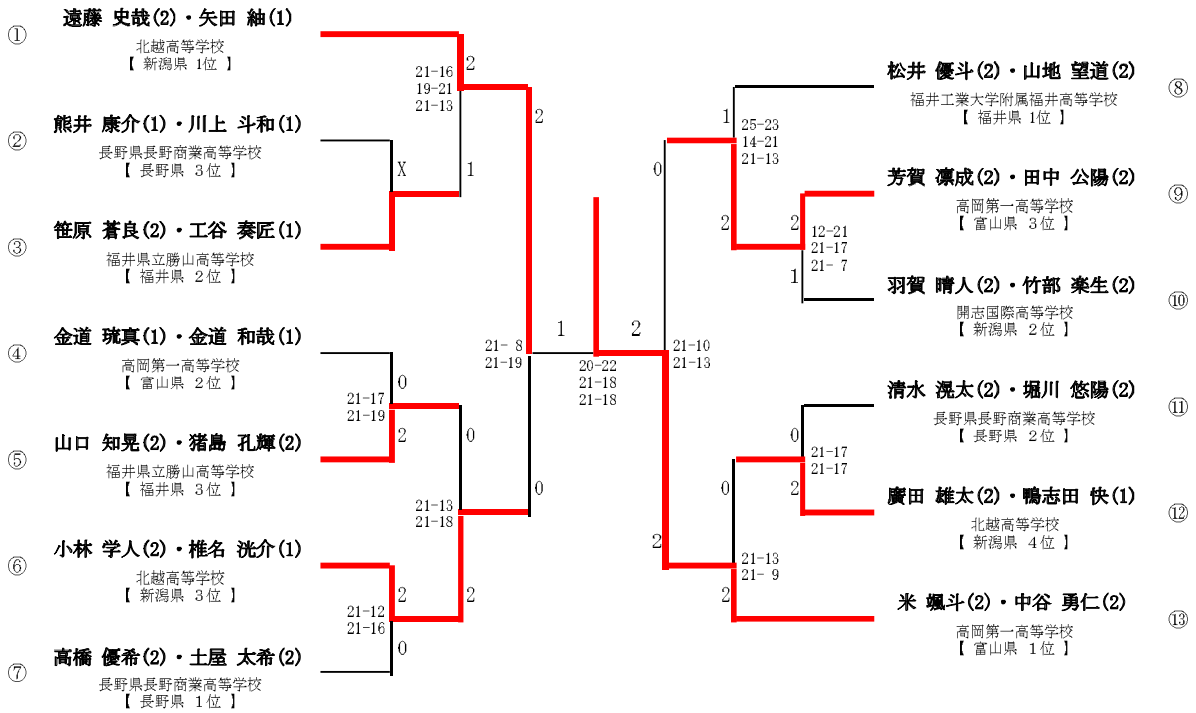 ① 遠藤 史哉(2)・矢田 紬(1)
北越高等学校
【 新潟県 1位 】
② 熊井 康介(1)・川上 斗和(1)
長野県長野商業高等学校
【 長野県 3位 】
③ 笹原 蒼良(2)・工谷 奏匠(1)
福井県立勝山高等学校
【 福井県 2位 】
④ 金道 琉真(1)・金道 和哉(1)
高岡第一高等学校
【 富山県 2位 】
⑤ 山口 知晃(2)・猪島 孔輝(2)
福井県立勝山高等学校
【 福井県 3位 】
⑥ 小林 学人(2)・椎名 洸介(1)
北越高等学校
【 新潟県 3位 】
⑦ 高橋 優希(2)・土屋 太希(2)
長野県長野商業高等学校
【 長野県 1位 】
X
0
21-17
21-19
2
2
21-12
21-16
0
2
21-16
19-21
21-13
1
0
21-13
21-18
2
2
21- 8
21-19
0
1
2
20-22
21-18
21-18
0
21-10
21-13
2
1
25-23
14-21
21-13
2
0
21-13
21- 9
2
2
12-21
21-17
21- 7
1
0
21-17
21-17
2
松井 優斗(2)・山地 望道(2) ⑧
福井工業大学附属福井高等学校
【 福井県 1位 】
芳賀 凛成(2)・田中 公陽(2) ⑨
高岡第一高等学校
【 富山県 3位 】
羽賀 晴人(2)・竹部 楽生(2) ⑩
開志国際高等学校
【 新潟県 2位 】
清水 滉太(2)・堀川 悠陽(2) ⑪
長野県長野商業高等学校
【 長野県 2位 】
廣田 雄太(2)・鴨志田 快(1) ⑫
北越高等学校
【 新潟県 4位 】
米 颯斗(2)・中谷 勇仁(2) ⑬
高岡第一高等学校
【 富山県 1位 】